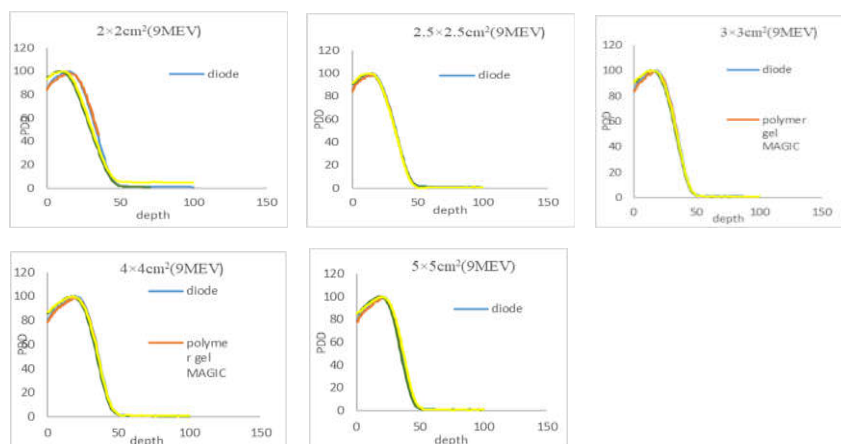 2×2cm²(9MEV)
120
100
80
60
40
20
0
PDD
0 50 100 150
depth
diode
2.5×2.5cm²(9MEV)
120
100
80
60
40
20
0
PDD
0 50 100 150
depth
diode
3×3cm²(9MEV)
120
100
80
60
40
20
0
PDD
0 50 100 150
depth
diode
polymer
gel
MAGIC
4×4cm²(9MEV)
120
100
80
60
40
20
0
PDD
0 50 100 150
depth
diode
polyme
r gel
MAGIC
5×5cm²(9MEV)
120
100
80
60
40
20
0
PDD
0 50 100 150
depth
diode